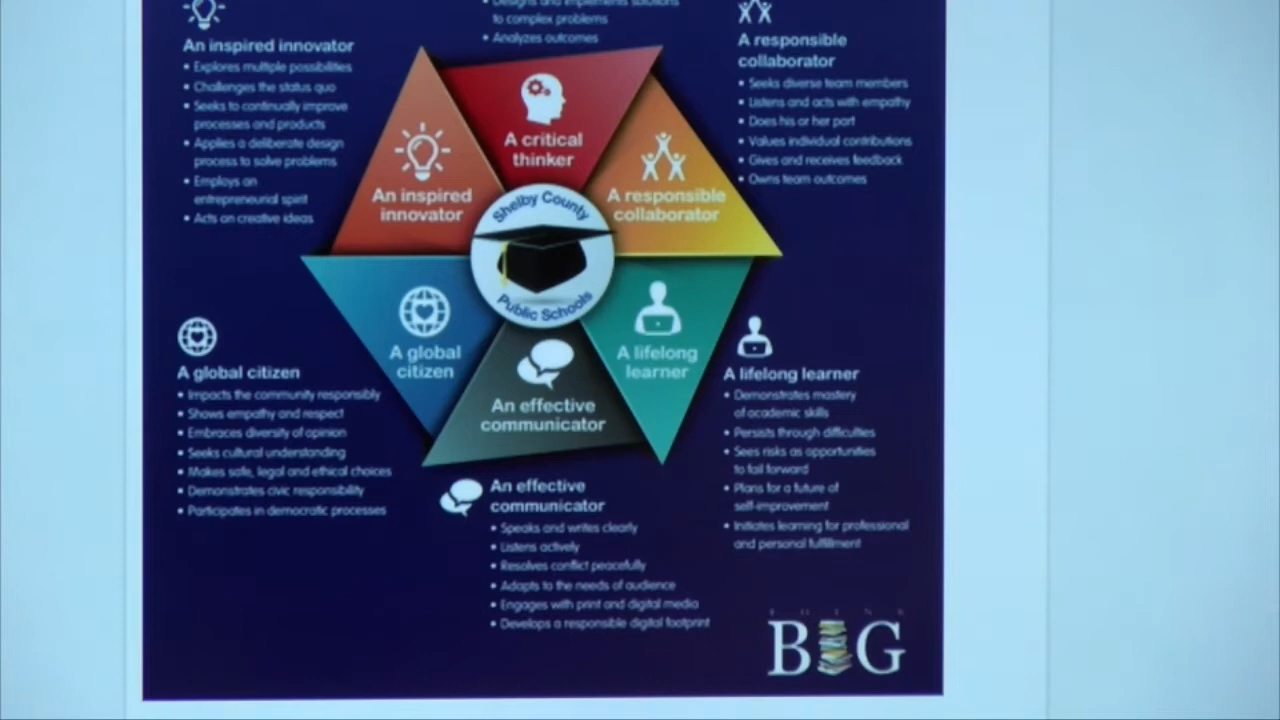 • Designs and implements solutions
to complex problems
• Analyzes outcomes
An inspired innovator
• Explores multiple possibilities
• Challenges the status quo
• Seeks to continually improve
processes and products
• Applies a deliberate design
process to solve problems
• Employs an
entrepreneurial spirit
• Acts on creative ideas
A responsible
collaborator
• Seeks diverse team members
• Listens and acts with empathy
• Does his or her part
• Values individual contributions
• Gives and receives feedback
• Owns team outcomes
A critical
thinker
An inspired
innovator
A responsible
collaborator
Shelby County
Public Schools
A global
citizen
An effective
communicator
A lifelong
learner
A global citizen
• Impacts the community responsibly
• Shows empathy and respect
• Embraces diversity of opinion
• Seeks cultural understanding
• Makes safe, legal and ethical choices
• Demonstrates civic responsibility
• Participates in democratic processes
An effective
communicator
• Speaks and writes clearly
• Listens actively
• Resolves conflict peacefully
• Adapts to the needs of audience
• Engages with print and digital media
• Develops a responsible digital footprint
A lifelong learner
• Demonstrates mastery
of academic skills
• Persists through difficulties
• Sees risks as opportunities
to fail forward
• Plans for a future of
self-improvement
• Initiates learning for professional
and personal fulfillment
THINK
BIG